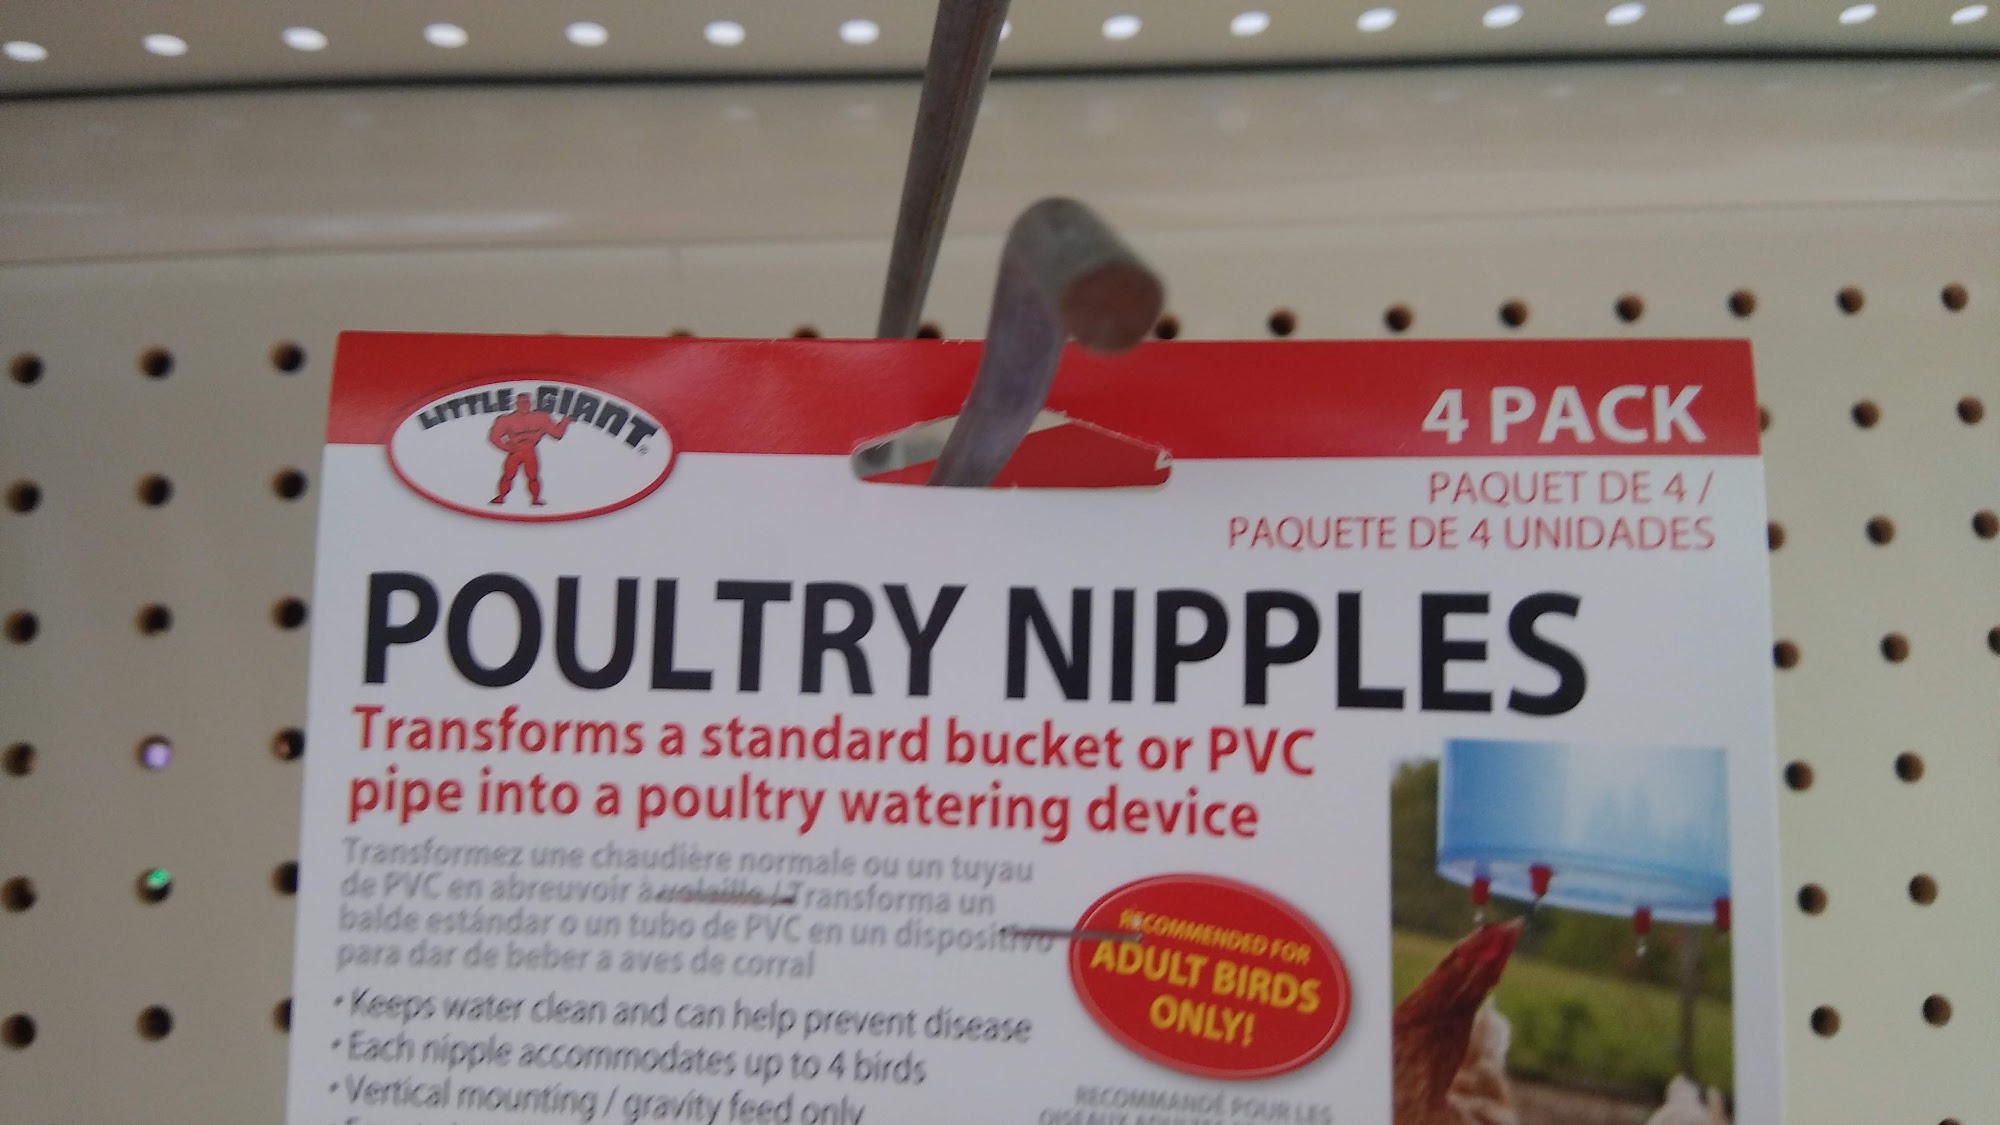 LITTLE GIANT®
4 PACK
PAQUET DE 4 /
PAQUETE DE 4 UNIDADES
POULTRY NIPPLES
Transforms a standard bucket or PVC
pipe into a poultry watering device
Transformez une chaudière normale ou un tuyau
de PVC en abreuvoir à volaille / Transforma un
balde estándar o un tubo de PVC en un dispositivo
para dar de beber a aves de corral
• Keeps water clean and can help prevent disease
• Each nipple accommodates up to 4 birds
• Vertical mounting / gravity feed only
RECOMMENDED FOR
ADULT BIRDS
ONLY!
RECOMMANDÉ POUR LES